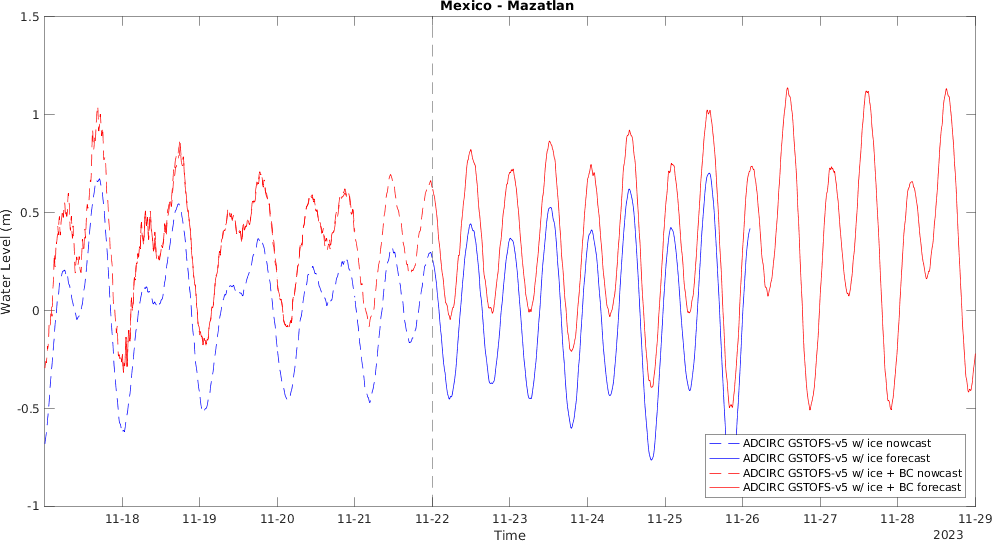 Mexico - Mazatlan
1.5
1
0.5
0
-0.5
-1
Water Level (m)
ADCIRC GSTOFS-v5 w/ ice nowcast
ADCIRC GSTOFS-v5 w/ ice forecast
ADCIRC GSTOFS-v5 w/ ice + BC nowcast
ADCIRC GSTOFS-v5 w/ ice + BC forecast
11-18 11-19 11-20 11-21 11-22 11-23 11-24 11-25 11-26 11-27 11-28 11-29
Time
2023